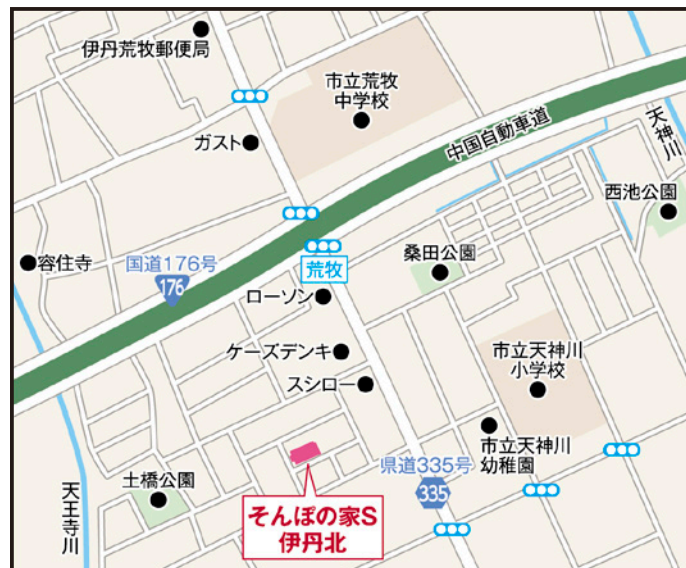 伊丹荒牧郵便局
市立荒牧
中学校
ガスト
中国自動車道
天神川
西池公園
容住寺
国道176号
176
荒牧
桑田公園
ローソン
ケーズデンキ
スシロー
市立天神川
小学校
市立天神川
幼稚園
県道335号
335
土橋公園
天王寺川
そんぽの家S
伊丹北